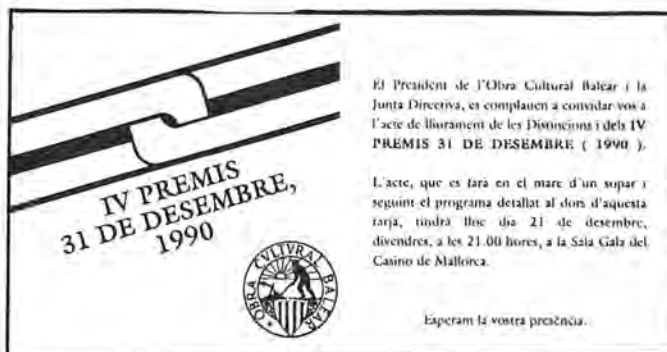 IV PREMIS
31 DE DESEMBRE,
1990
OBRA CVLTVRAL BALEAR
El President de l'Obra Cultural Balear i la
Junta Directiva, es complauen a convidar vos a
l'acte de lliurament de les Distincions i dels IV
PREMIS 31 DE DESEMBRE ( 1990 ).
L'acte, que es farà en el marc d'un sopar i
seguint el programa detallat al dors d'aquesta
tarja, tindrà lloc dia 21 de desembre,
divendres, a les 21.00 hores, a la Sala Gala del
Casino de Mallorca.
Esperam la vostra presència.